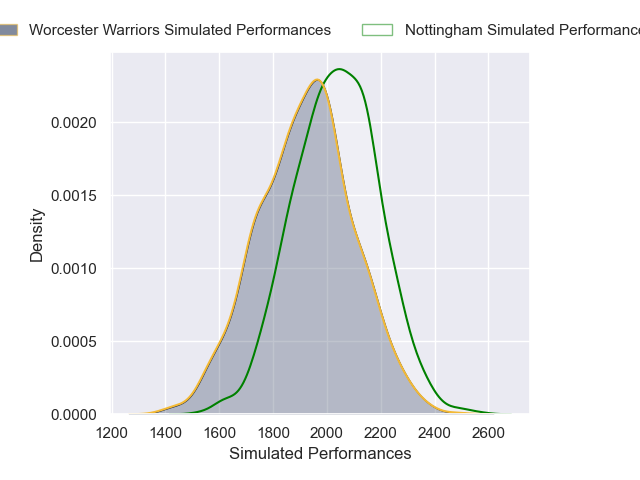 Worcester Warriors Simulated Performances
Nottingham Simulated
0.0020
0.0015
0.0010
0.0005
0.0000
Density
1200 1400 1600 1800 2000 2200 2400 2600
Simulated Performances